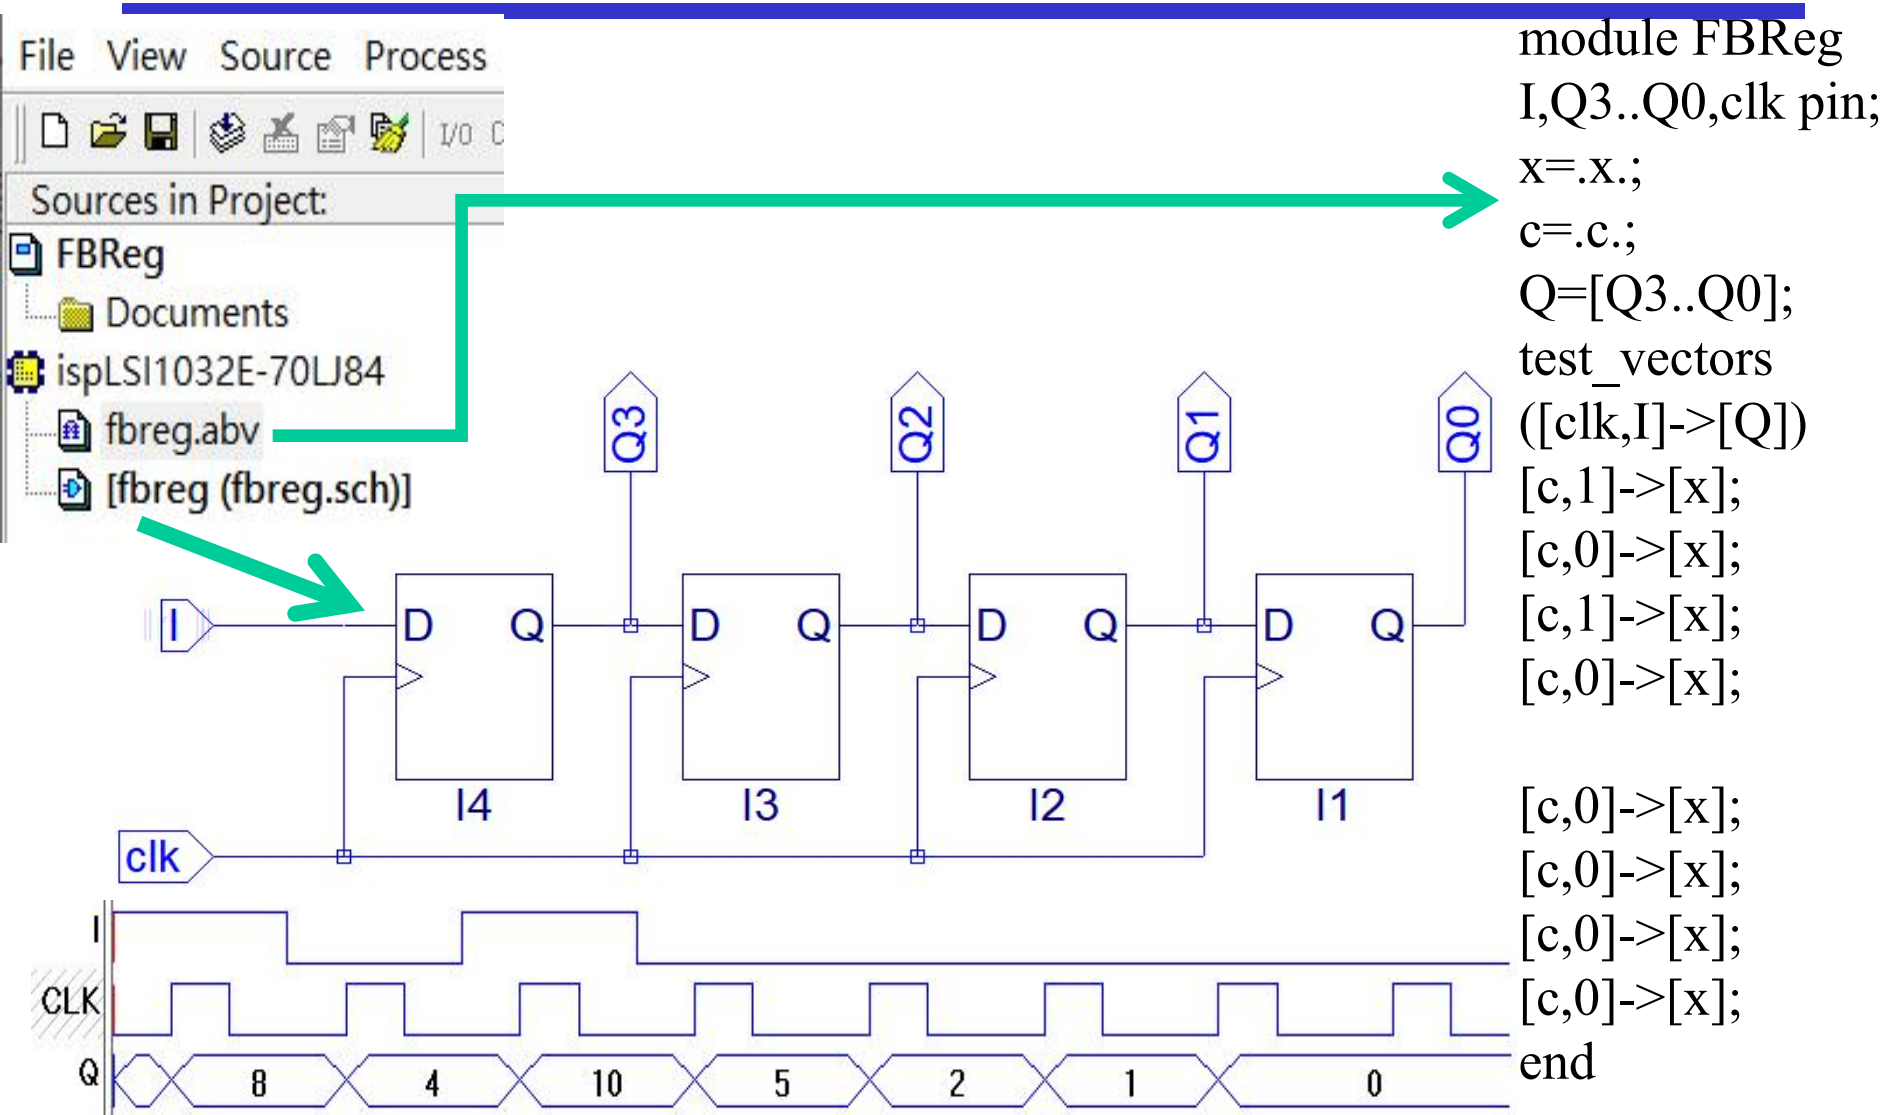 File View Source Process
I/O
Sources in Project:
FBReg
Documents
ispLSI1032E-70LJ84
fbreg.abv
[fbreg (fbreg.sch)]
module FBReg
I,Q3..Q0,clk pin;
x=.x.;
c=.c.;
Q=[Q3..Q0];
test_vectors
([clk,I]->[Q])
[c,1]->[x];
[c,0]->[x];
[c,1]->[x];
[c,0]->[x];
[c,0]->[x];
[c,0]->[x];
[c,0]->[x];
[c,0]->[x];
end
Q3 Q2 Q1 Q0
I D Q D Q D Q D Q
I4 I3 I2 I1
clk
I
CLK
Q 8 4 10 5 2 1 0